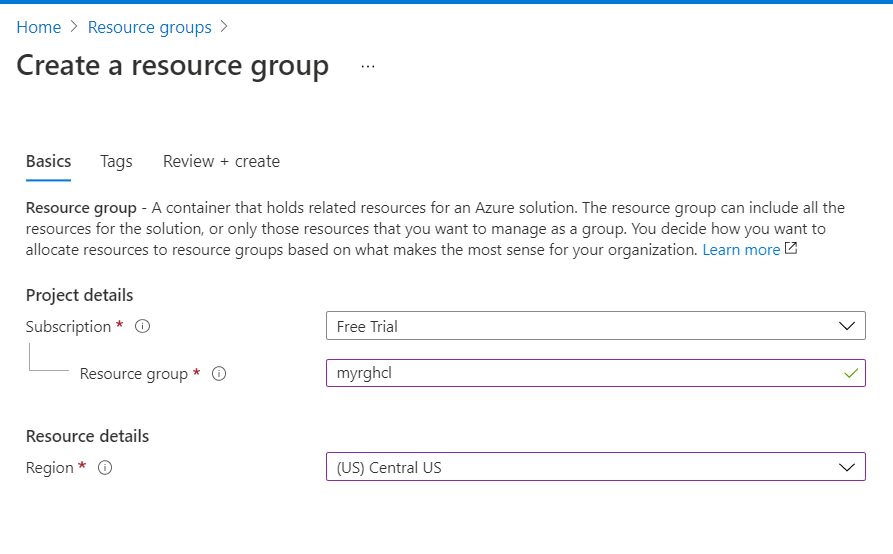 Home > Resource groups >
Create a resource group ...
Basics Tags Review + create
Resource group - A container that holds related resources for an Azure solution. The resource group can include all the
resources for the solution, or only those resources that you want to manage as a group. You decide how you want to
allocate resources to resource groups based on what makes the most sense for your organization. Learn more
Project details
Subscription * Free Trial
Resource group * myrghcl
Resource details
Region * (US) Central US